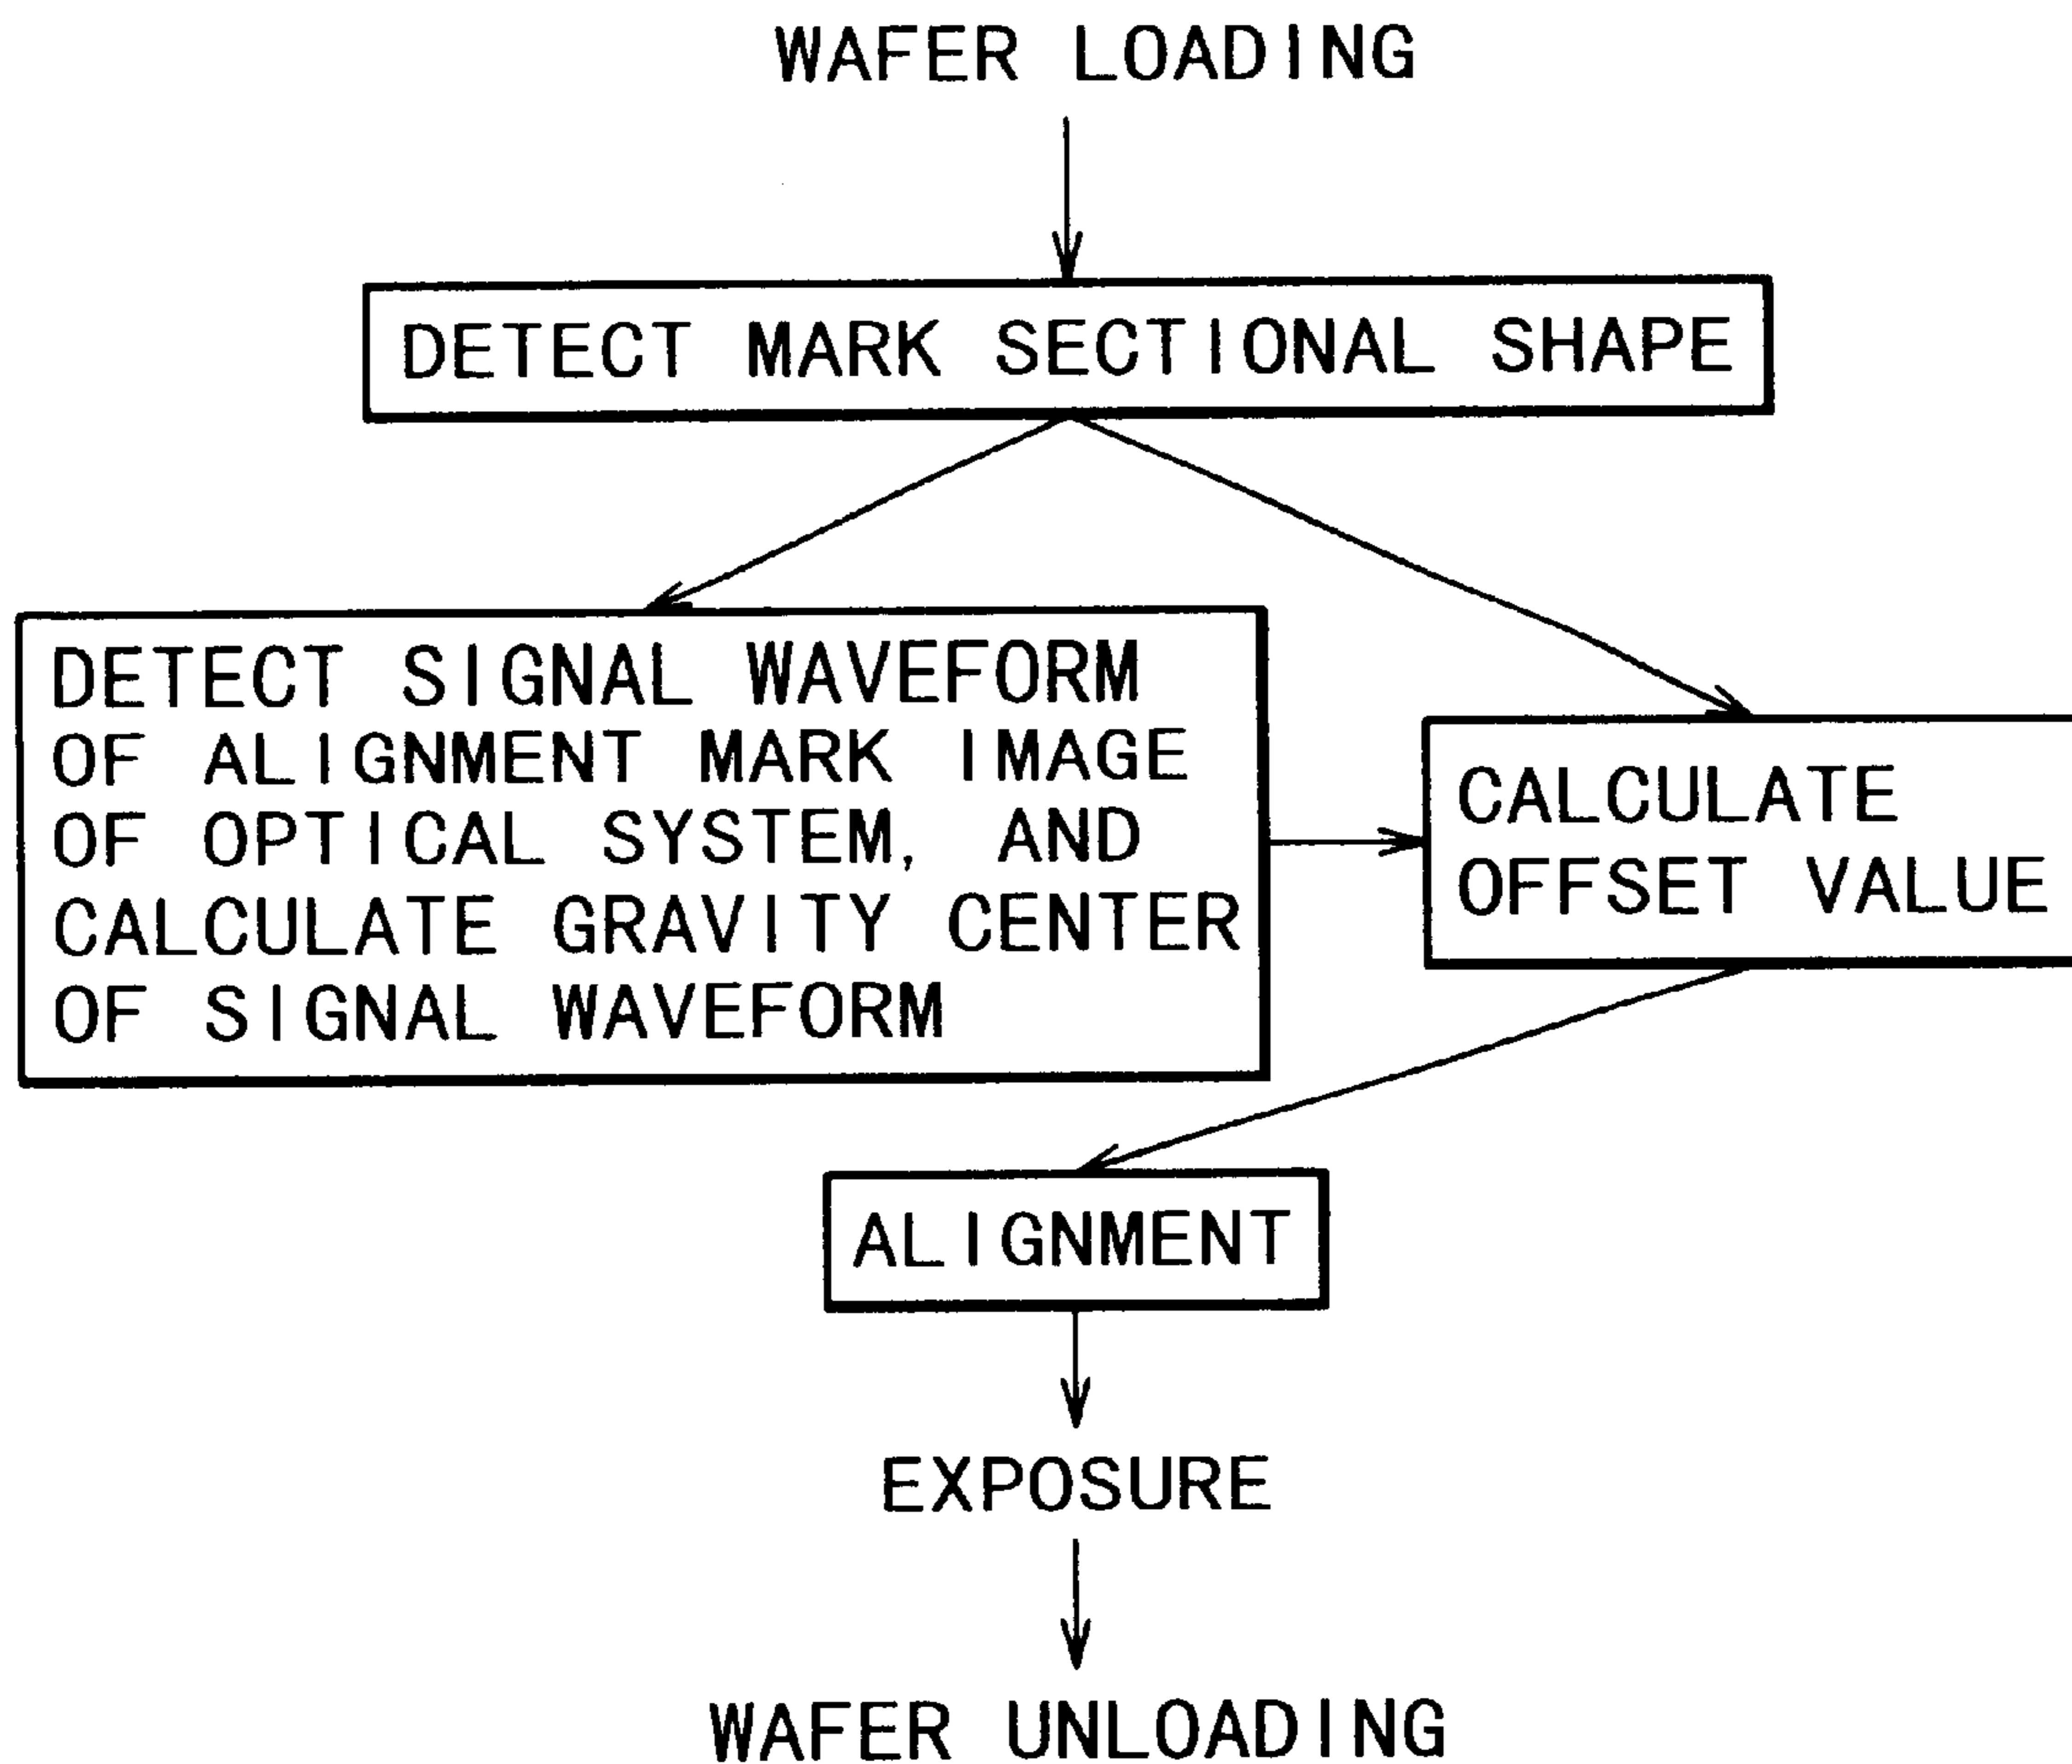 WAFER LOADING
DETECT MARK SECTIONAL SHAPE
DETECT SIGNAL WAVEFORM
OF ALIGNMENT MARK IMAGE
OF OPTICAL SYSTEM, AND
CALCULATE GRAVITY CENTER
OF SIGNAL WAVEFORM
CALCULATE
OFFSET VALUE
ALIGNMENT
EXPOSURE
WAFER UNLOADING